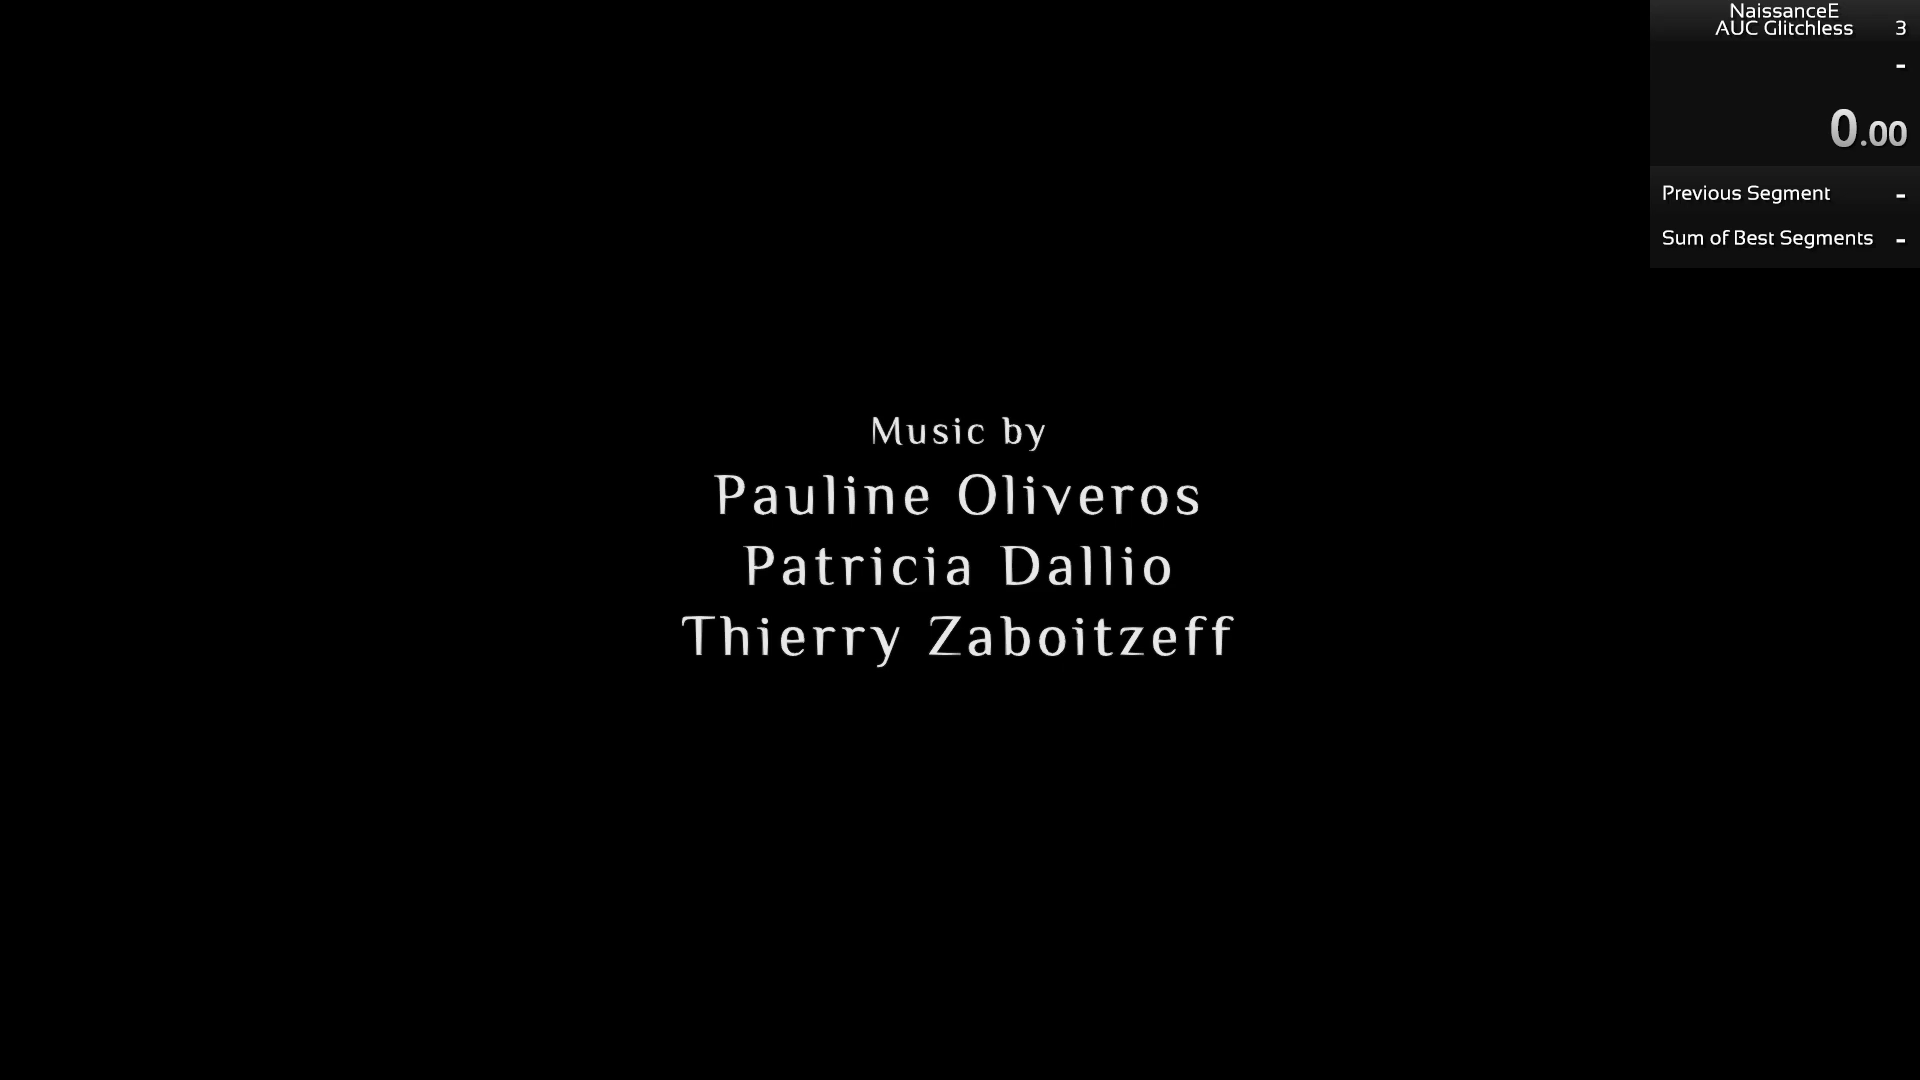 NaissanceE
AUC Glitchless 3
-
0.00
Previous Segment -
Sum of Best Segments -
Music by
Pauline Oliveros
Patricia Dallio
Thierry Zaboitzeff